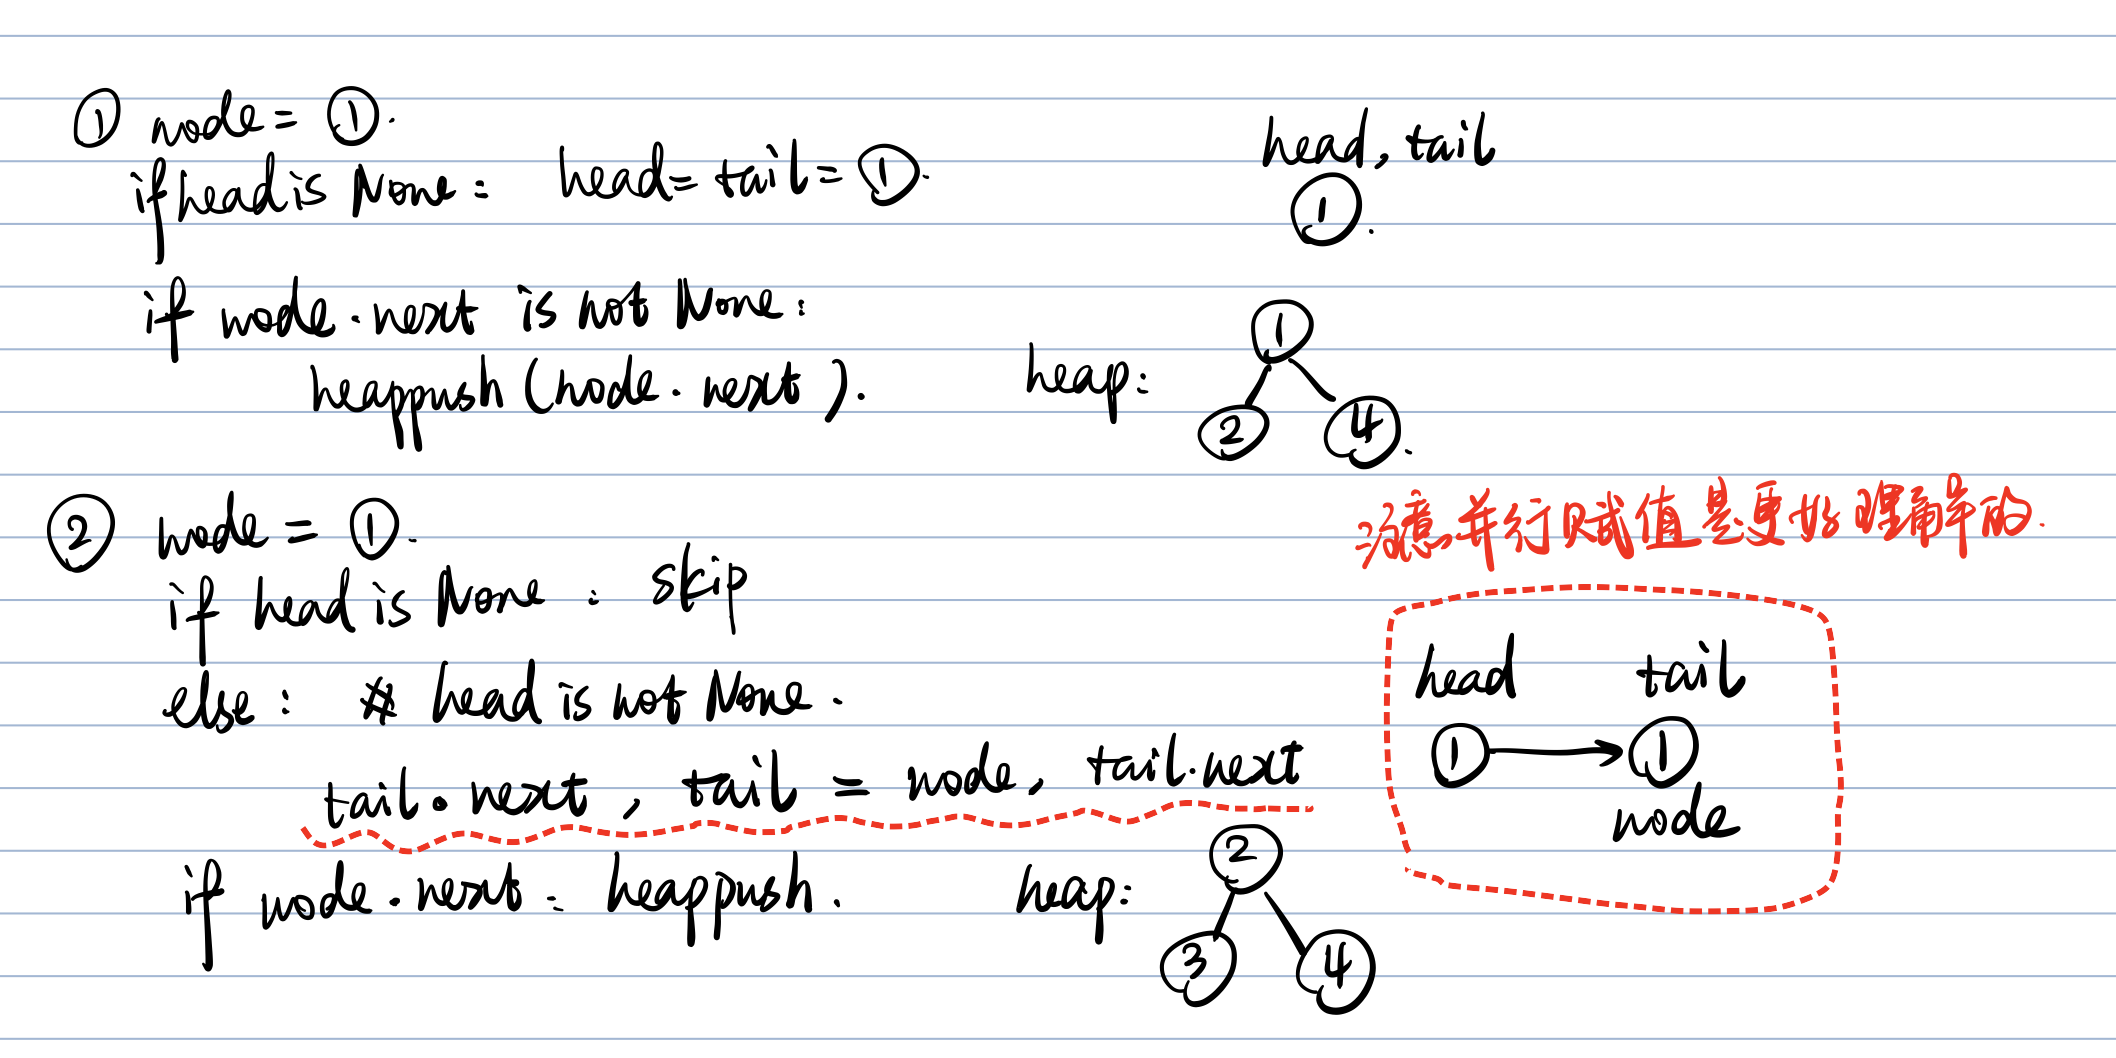 ① node = ①.
if head is None: head = tail = ①.
head, tail
①.
if node.next is not None:
heappush (node.next).
heap:
①
② ④.
② node = ①.
if head is None: skip
else: # head is not None.
tail.next, tail = node, tail.next
if node.next: heappush.
heap:
②
③ ④
注意并行赋值是更好理解的.
head tail
① ①
node